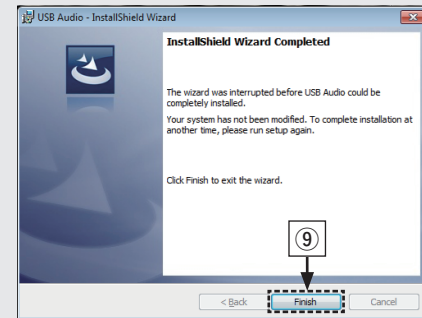 USB Audio - InstallShield Wizard
InstallShield Wizard Completed
The wizard was interrupted before USB Audio could be
completely installed.
Your system has not been modified. To complete installation at
another time, please run setup again.
Click Finish to exit the wizard.
⑨
< Back Finish Cancel